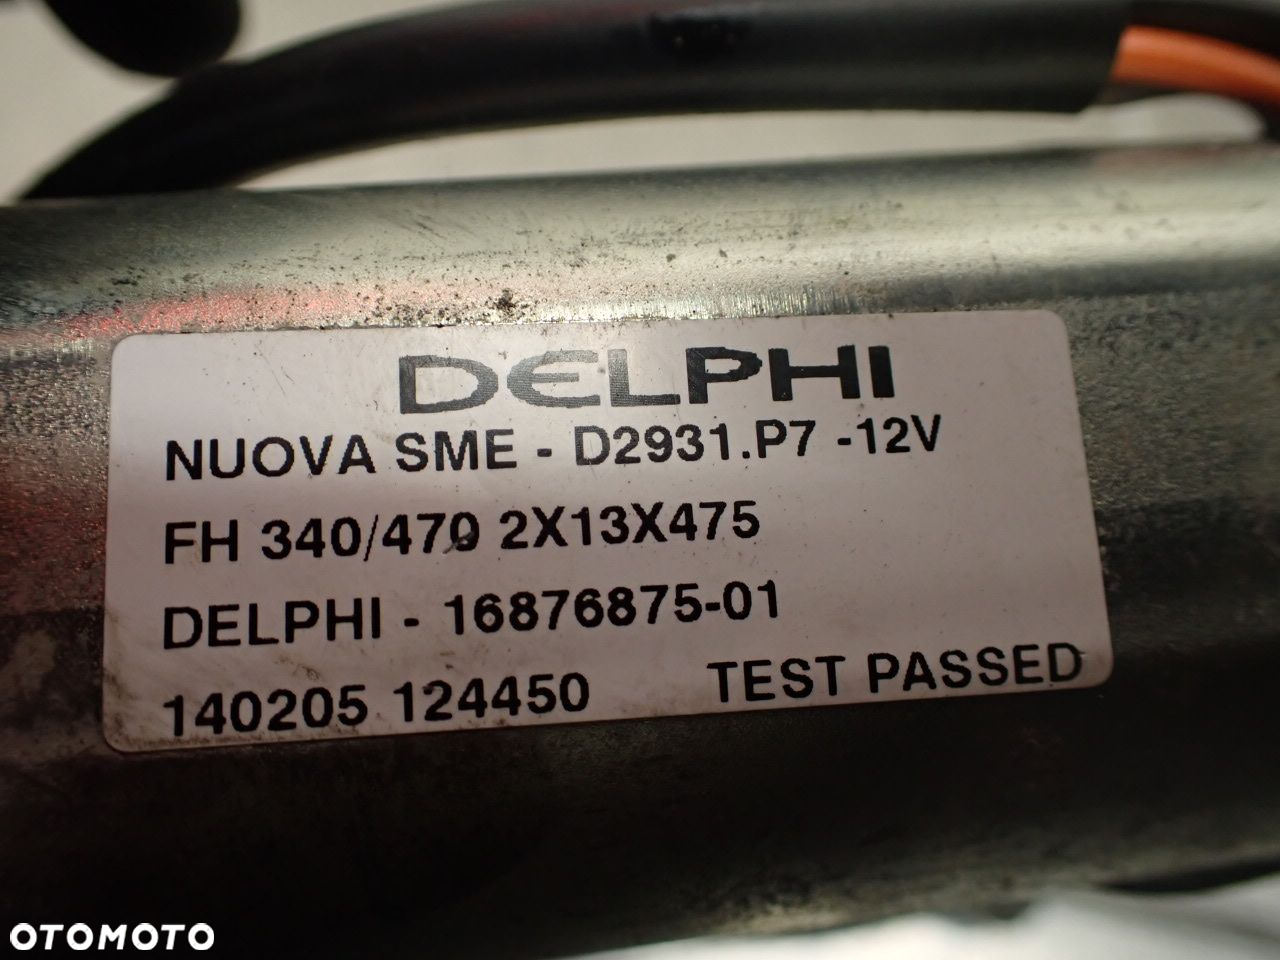 DELPHI
NUOVA SME - D2931.P7 -12V
FH 340/470 2X13X475
DELPHI - 16876875-01
140205 124450 TEST PASSED
OTOMOTO